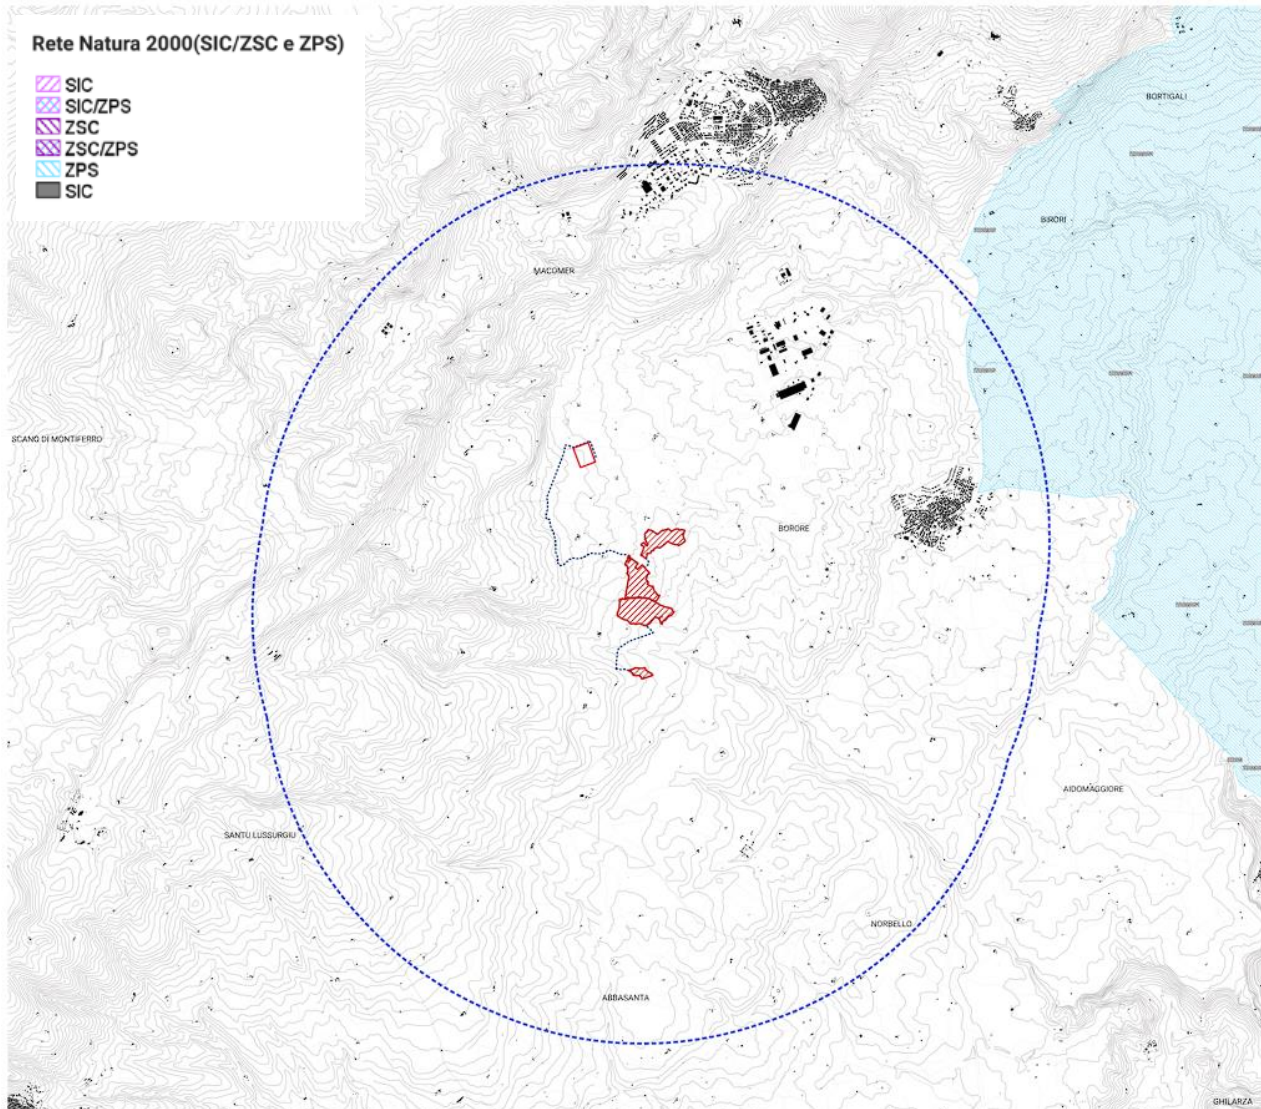 Rete Natura 2000(SIC/ZSC e ZPS)
SIC
SIC/ZPS
ZSC
ZSC/ZPS
ZPS
SIC
BORTIGALI
BIRORI
MACOMER
SCANO DI MONTIFERRO
BORORE
AIDOMAGGIORE
SANTU LUSSURGIU
NORBELLO
ABBASANTA
GHILARZA